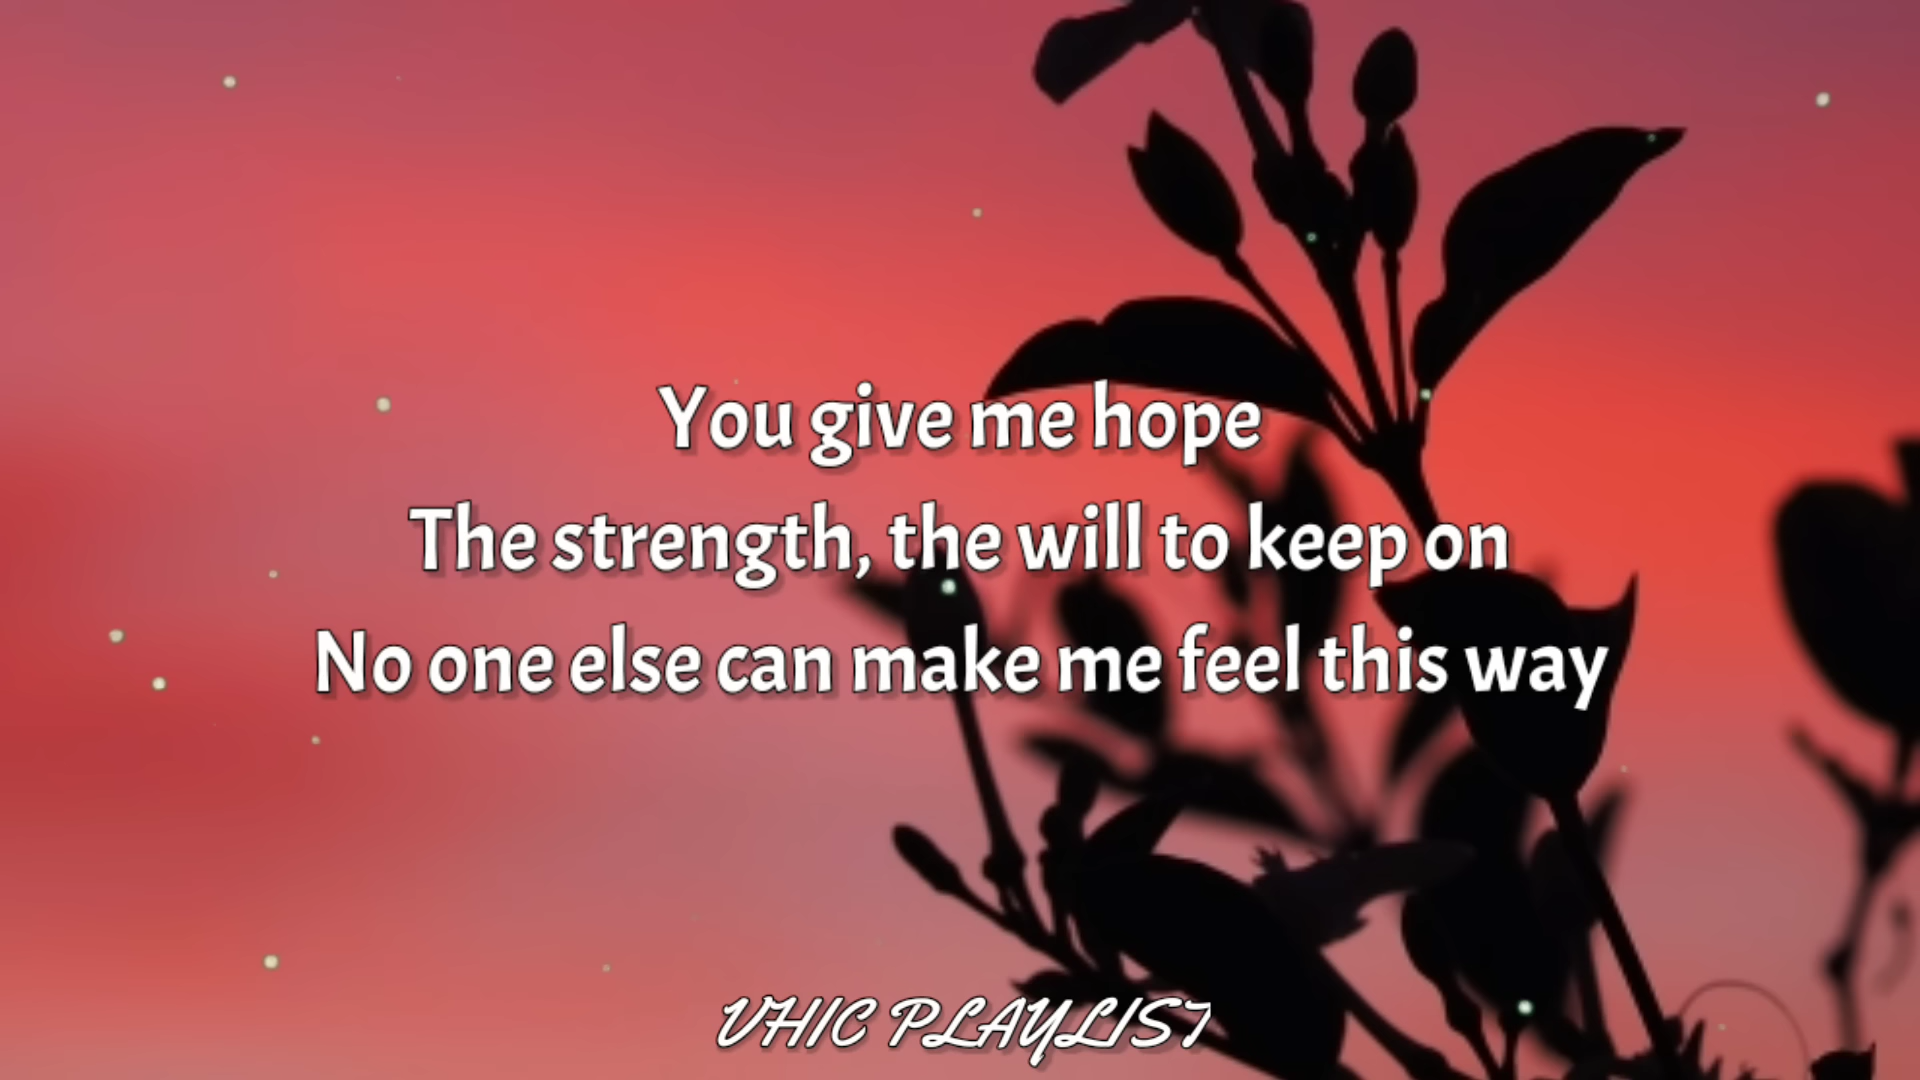 You give me hope
The strength, the will to keep on
No one else can make me feel this way
VHIC PLAYLIST